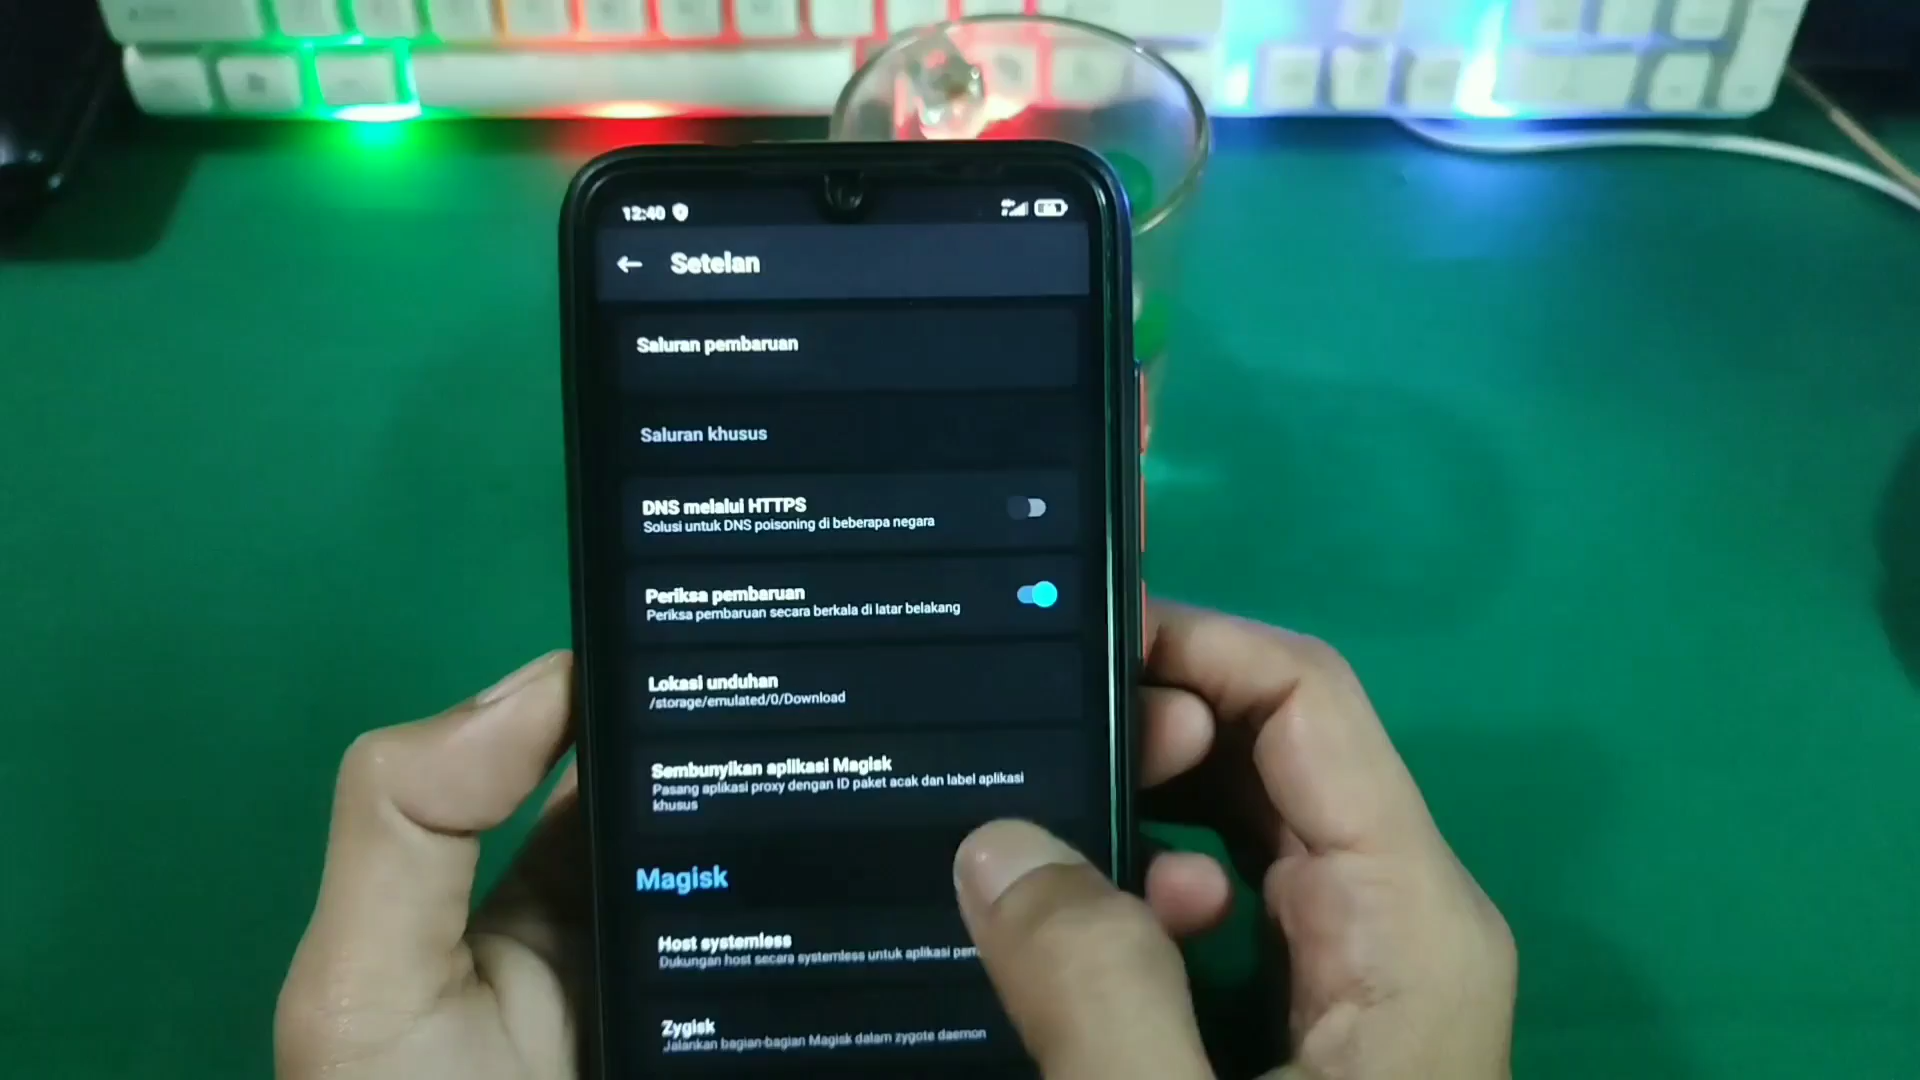 12:40
Setelan
Saluran pembaruan
Saluran khusus
DNS melalui HTTPS
Solusi untuk DNS poisoning di beberapa negara
Periksa pembaruan
Periksa pembaruan secara berkala di latar belakang
Lokasi unduhan
/storage/emulated/0/Download
Sembunyikan aplikasi Magisk
Pasang aplikasi proxy dengan ID paket acak dan label aplikasi
khusus
Magisk
Host systemless
Dukungan host secara systemless untuk aplikasi
Zygisk
Jalankan bagian-bagian Magisk dalam zygote daemon